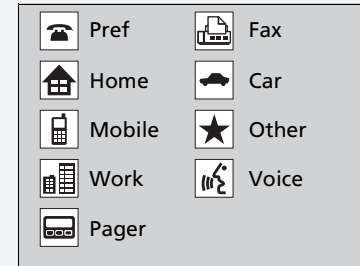 Pref Fax
Home Car
Mobile Other
Work Voice
Pager